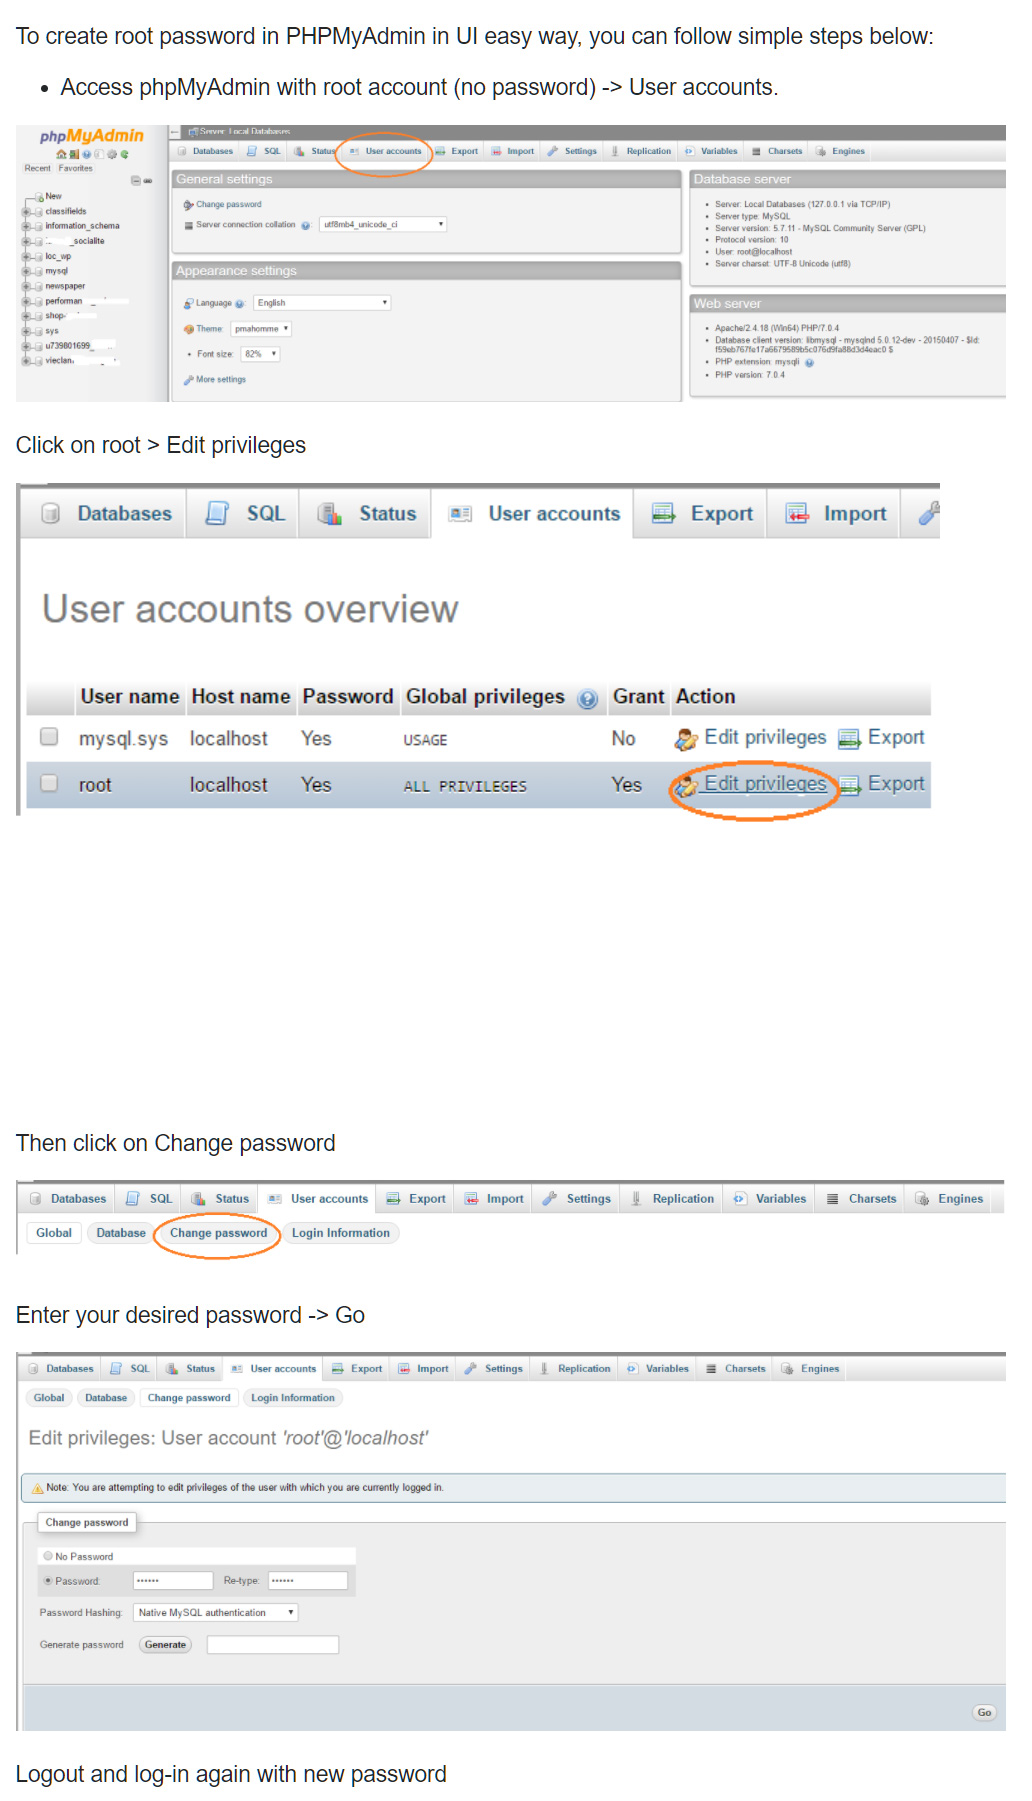 To create root password in PHPMyAdmin in UI easy way, you can follow simple steps below:
• Access phpMyAdmin with root account (no password) -> User accounts.
phpMyAdmin
Recent Favorites
New
classifields
information_schema
_socialite
loc_wp
mysql
newspaper
performan
shop-
sys
u739801699_
vieclan.
Server: Local Databases
Databases SQL Status User accounts Export Import Settings Replication Variables Charsets Engines
General settings
Change password
Server connection collation utf8mb4_unicode_ci
Appearance settings
Language English
Theme: pmahomme
• Font size: 82%
More settings
Database server
• Server: Local Databases (127.0.0.1 via TCP/IP)
• Server type: MySQL
• Server version: 5.7.11 - MySQL Community Server (GPL)
• Protocol version: 10
• User: root@localhost
• Server charset: UTF-8 Unicode (utf8)
Web server
• Apache/2.4.18 (Win64) PHP/7.0.4
• Database client version: libmysql - mysqlnd 5.0.12-dev - 20150407 - $Id:
$
• PHP extension: mysqli
• PHP version: 7.0.4
Click on root > Edit privileges
Databases SQL Status User accounts Export Import
User accounts overview
User name Host name Password Global privileges Grant Action
mysql.sys localhost Yes USAGE No Edit privileges Export
root localhost Yes ALL PRIVILEGES Yes Edit privileges Export
Then click on Change password
Databases SQL Status User accounts Export Import Settings Replication Variables Charsets Engines
Global Database Change password Login Information
Enter your desired password -> Go
Databases SQL Status User accounts Export Import Settings Replication Variables Charsets Engines
Global Database Change password Login Information
Edit privileges: User account 'root'@'localhost'
Note: You are attempting to edit privileges of the user with which you are currently logged in.
Change password
No Password
Password: •••••• Re-type: ••••••
Password Hashing: Native MySQL authentication
Generate password Generate
Go
Logout and log-in again with new password